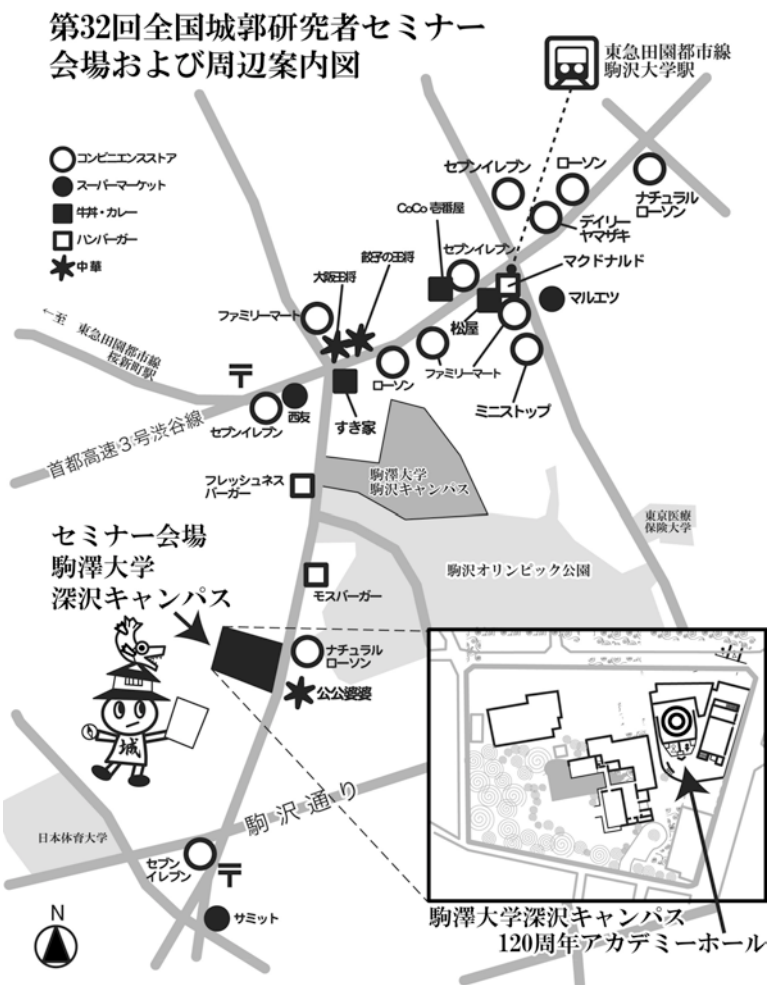 第32回全国城郭研究者セミナー
会場および周辺案内図
東急田園都市線
駒沢大学駅
コンビニエンスストア
スーパーマーケット
牛丼・カレー
ハンバーガー
中華
セブンイレブン
ローソン
ナチュラル
ローソン
デイリー
ヤマザキ
CoCo壱番屋
セブンイレブン
マクドナルド
マルエツ
松屋
餃子の王将
大阪王将
ファミリーマート
ローソン
ファミリーマート
ミニストップ
すき家
←至 東急田園都市線
桜新町駅
〒
西友
セブンイレブン
首都高速3号渋谷線
フレッシュネス
バーガー
駒澤大学
駒沢キャンパス
東京医療
保険大学
セミナー会場
駒澤大学
深沢キャンパス
モスバーガー
駒沢オリンピック公園
ナチュラル
ローソン
公公婆婆
城
駒沢通り
日本体育大学
セブン
イレブン
〒
サミット
N
駒澤大学深沢キャンパス
120周年アカデミーホール